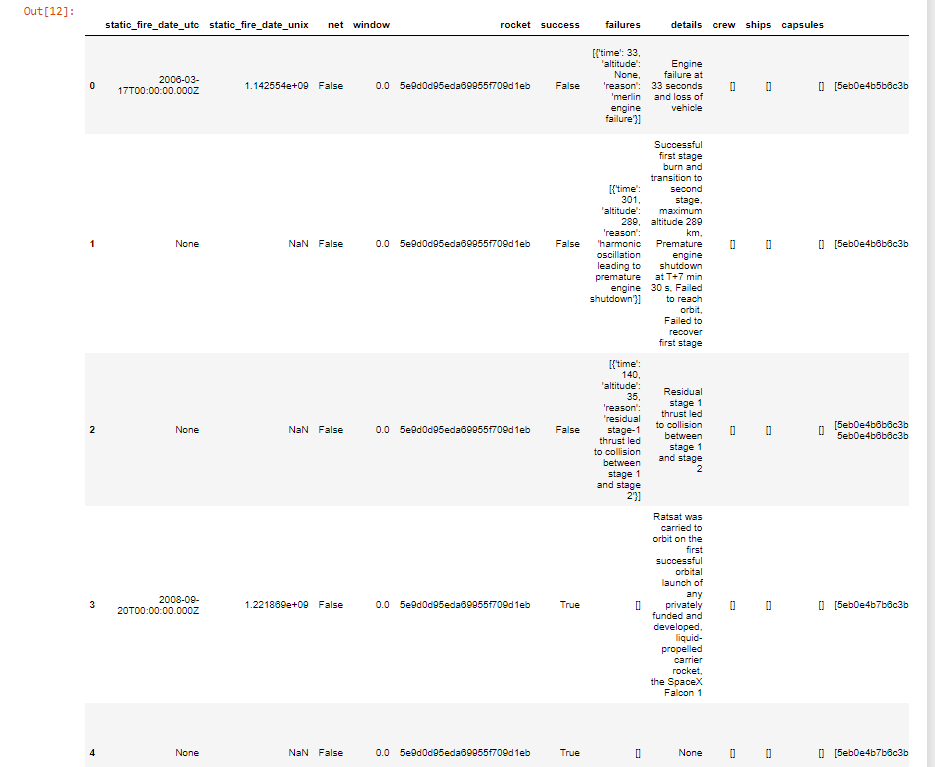 Out[12]:
static_fire_date_utc static_fire_date_unix net window rocket success failures details crew ships capsules
0 2006-03-17T00:00:00.000Z 1.142554e+09 False 0.0 5e9d0d95eda69955f709d1eb False [{'time': 33, 'altitude': None, 'reason': 'merlin engine failure'}] Engine failure at 33 seconds and loss of vehicle [] [] [] [5eb0e4b5b6c3b
1 None NaN False 0.0 5e9d0d95eda69955f709d1eb False [{'time': 301, 'altitude': 289, 'reason': 'harmonic oscillation leading to premature engine shutdown'}] Successful first stage burn and transition to second stage, maximum altitude 289 km, Premature engine shutdown at T+7 min 30 s, Failed to reach orbit, Failed to recover first stage [] [] [] [5eb0e4b6b6c3b
2 None NaN False 0.0 5e9d0d95eda69955f709d1eb False [{'time': 140, 'altitude': 35, 'reason': 'residual stage-1 thrust led to collision between stage 1 and stage 2'}] Residual stage 1 thrust led to collision between stage 1 and stage 2 [] [] [] [5eb0e4b6b6c3b 5eb0e4b6b6c3b
3 2008-09-20T00:00:00.000Z 1.221869e+09 False 0.0 5e9d0d95eda69955f709d1eb True [] Ratsat was carried to orbit on the first successful orbital launch of any privately funded and developed, liquid-propelled carrier rocket, the SpaceX Falcon 1 [] [] [] [5eb0e4b7b6c3b
4 None NaN False 0.0 5e9d0d95eda69955f709d1eb True [] None [] [] [] [5eb0e4b7b6c3b